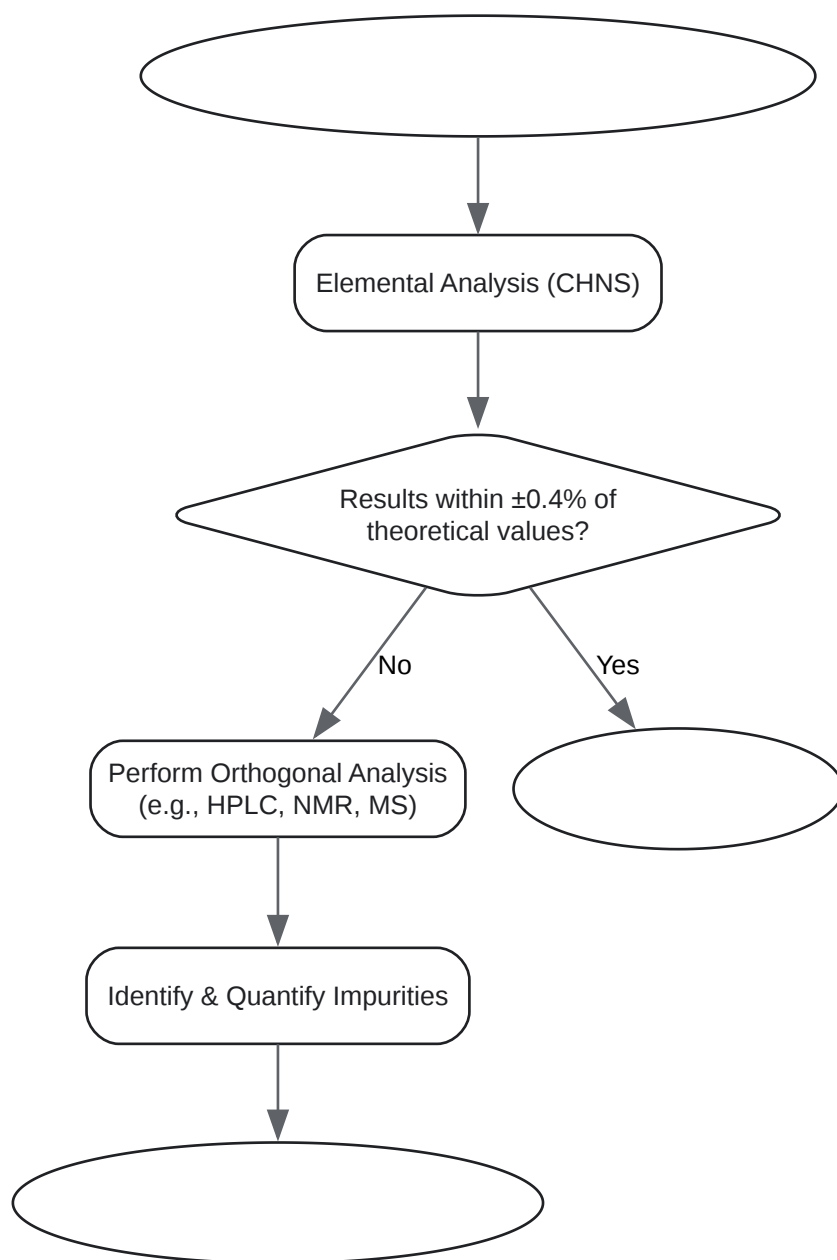 Elemental Analysis (CHNS)
Results within ±0.4% of
theoretical values?
No
Yes
Perform Orthogonal Analysis
(e.g., HPLC, NMR, MS)
Identify & Quantify Impurities